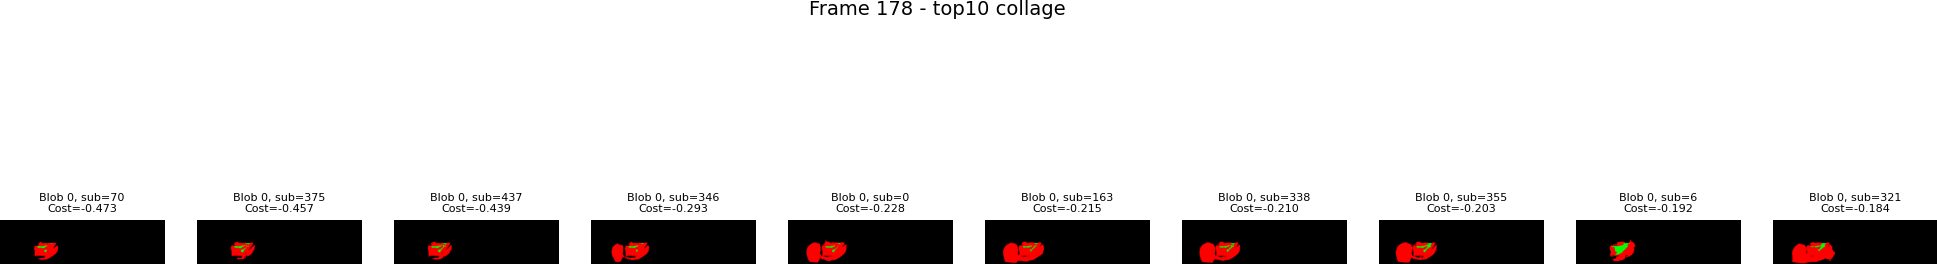 Frame 178 - top10 collage
Blob 0, sub=70
Cost=-0.473
Blob 0, sub=375
Cost=-0.457
Blob 0, sub=437
Cost=-0.439
Blob 0, sub=346
Cost=-0.293
Blob 0, sub=0
Cost=-0.228
Blob 0, sub=163
Cost=-0.215
Blob 0, sub=338
Cost=-0.210
Blob 0, sub=355
Cost=-0.203
Blob 0, sub=6
Cost=-0.192
Blob 0, sub=321
Cost=-0.184